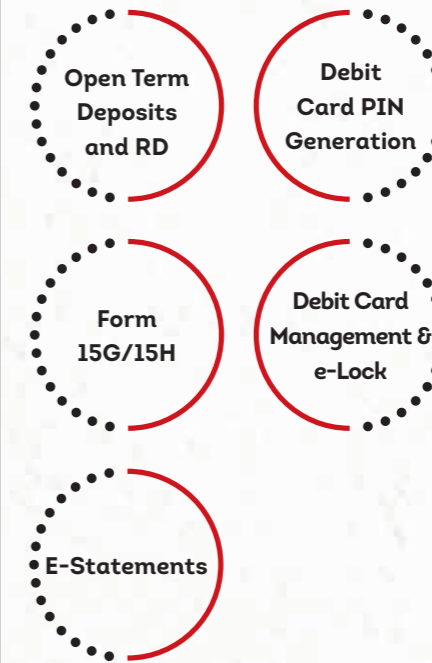 Open Term
Deposits
and RD
Debit
Card PIN
Generation
Form
15G/15H
Debit Card
Management &
e-Lock
E-Statements